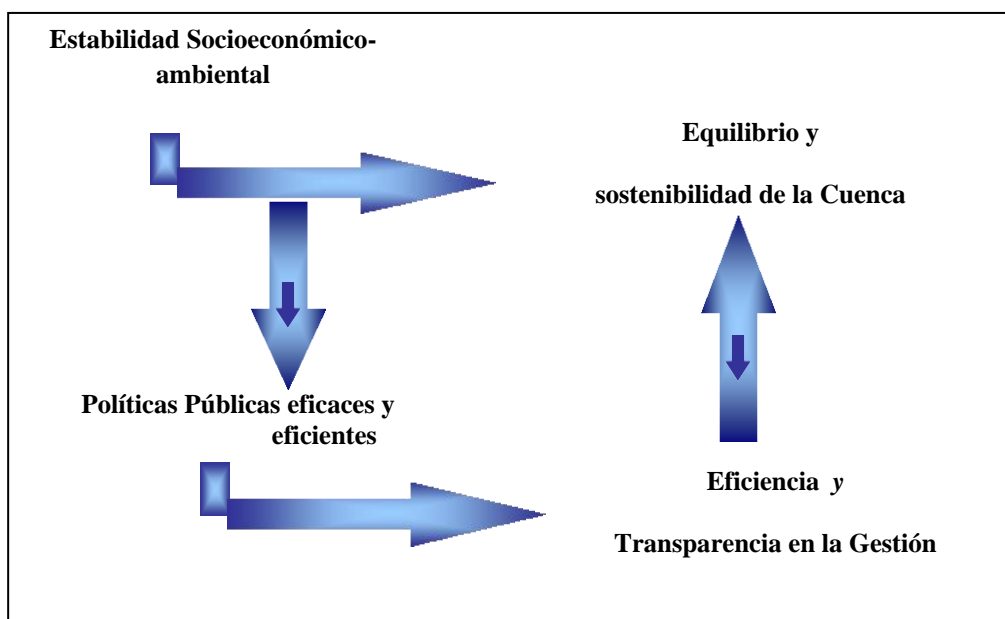 Estabilidad Socioeconómico-
ambiental
Equilibrio y
sostenibilidad de la Cuenca
Políticas Públicas eficaces y
eficientes
Eficiencia y
Transparencia en la Gestión